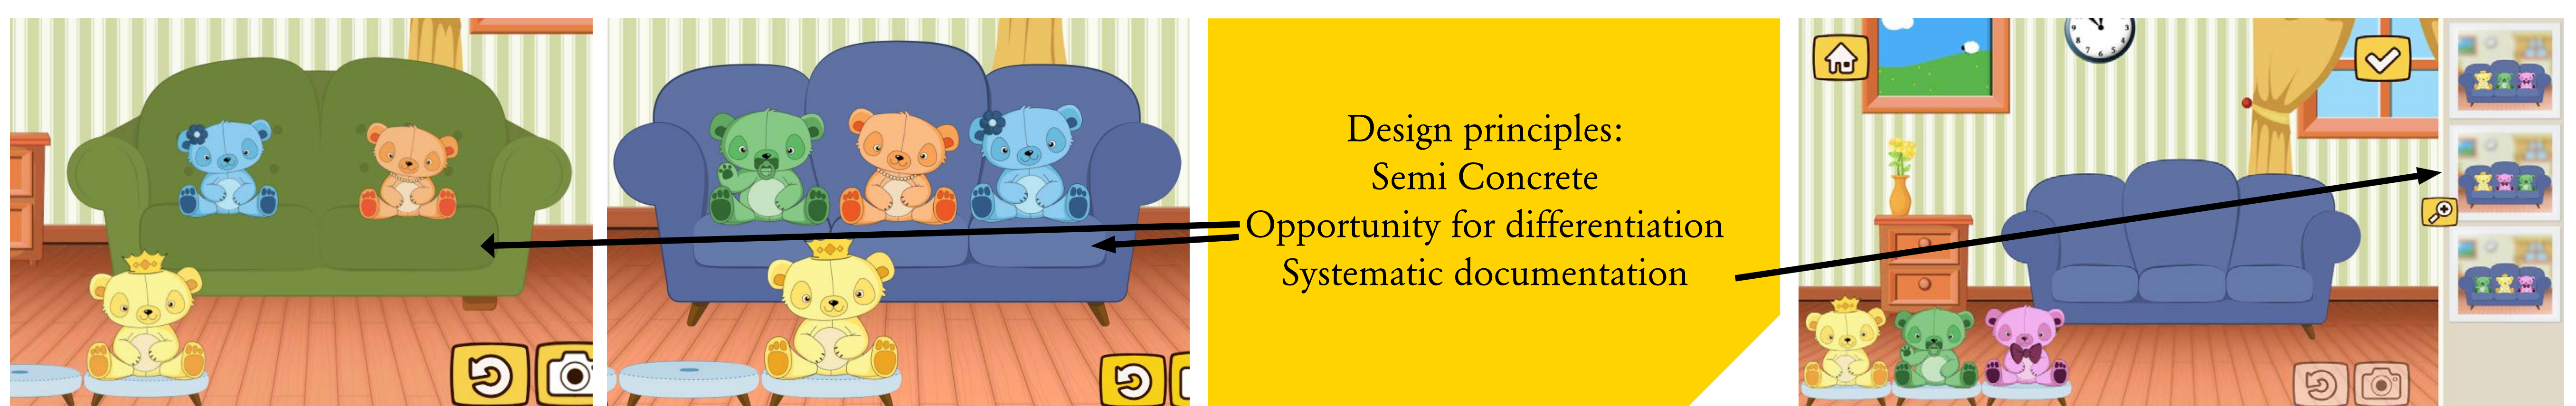 Design principles:
Semi Concrete
Opportunity for differentiation
Systematic documentation